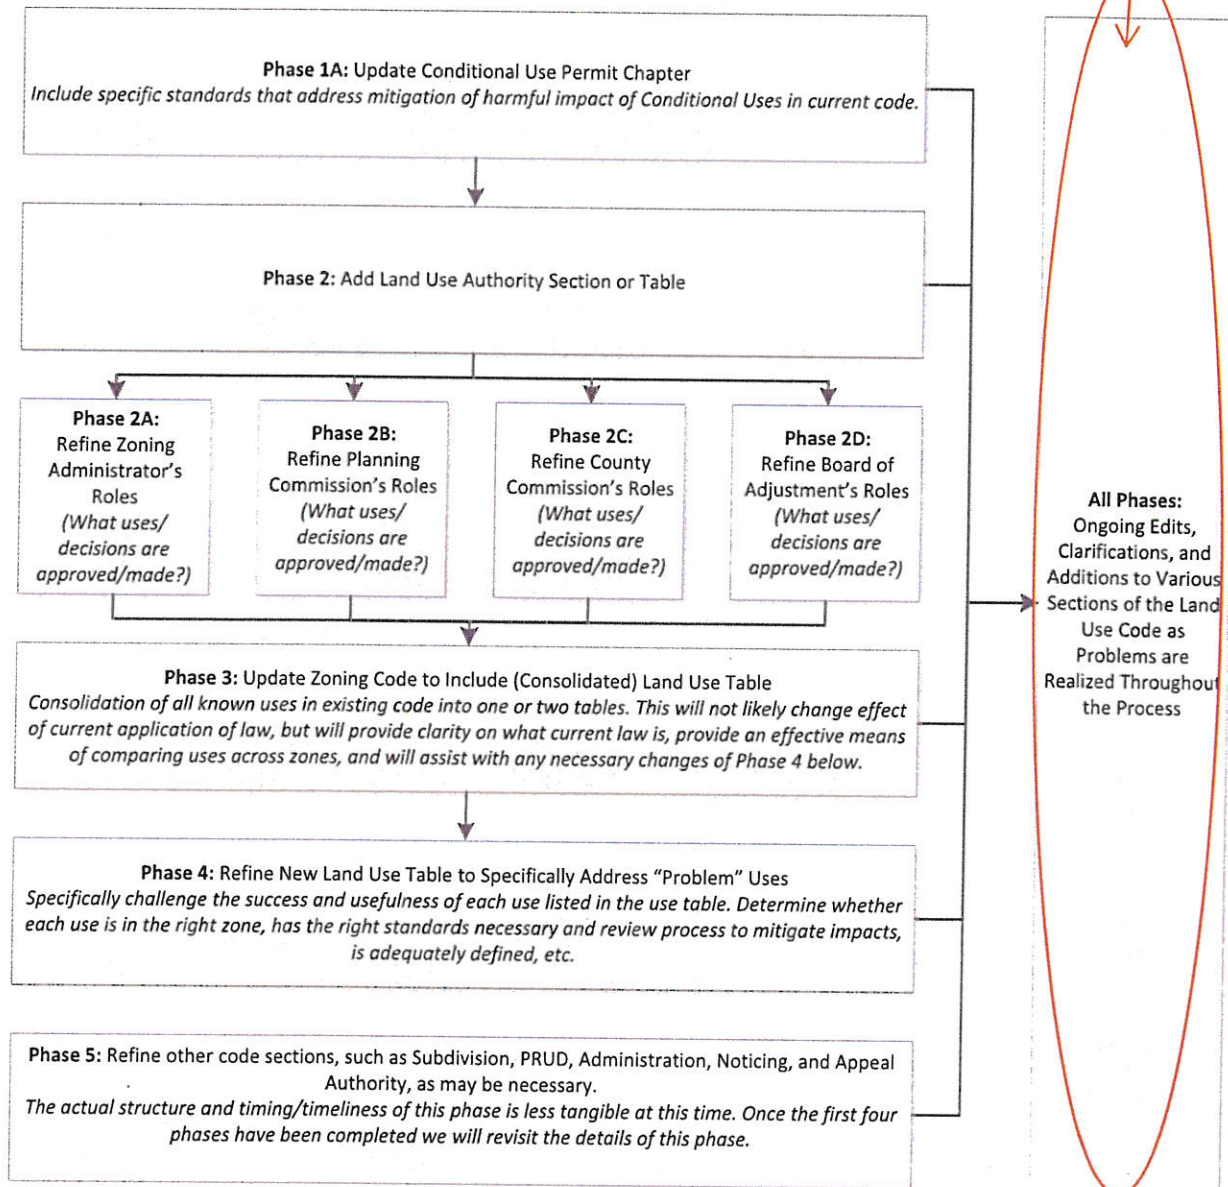 Phase 1A: Update Conditional Use Permit Chapter
Include specific standards that address mitigation of harmful impact of Conditional Uses in current code.
Phase 2: Add Land Use Authority Section or Table
Phase 2A:
Refine Zoning
Administrator's
Roles
(What uses/
decisions are
approved/made?)
Phase 2B:
Refine Planning
Commission's Roles
(What uses/
decisions are
approved/made?)
Phase 2C:
Refine County
Commission's Roles
(What uses/
decisions are
approved/made?)
Phase 2D:
Refine Board of
Adjustment's Roles
(What uses/
decisions are
approved/made?)
Phase 3: Update Zoning Code to Include (Consolidated) Land Use Table
Consolidation of all known uses in existing code into one or two tables. This will not likely change effect
of current application of law, but will provide clarity on what current law is, provide an effective means
of comparing uses across zones, and will assist with any necessary changes of Phase 4 below.
Phase 4: Refine New Land Use Table to Specifically Address "Problem" Uses
Specifically challenge the success and usefulness of each use listed in the use table. Determine whether
each use is in the right zone, has the right standards necessary and review process to mitigate impacts,
is adequately defined, etc.
Phase 5: Refine other code sections, such as Subdivision, PRUD, Administration, Noticing, and Appeal
Authority, as may be necessary.
The actual structure and timing/timeliness of this phase is less tangible at this time. Once the first four
phases have been completed we will revisit the details of this phase.
All Phases:
Ongoing Edits,
Clarifications, and
Additions to Various
Sections of the Land
Use Code as
Problems are
Realized Throughout
the Process